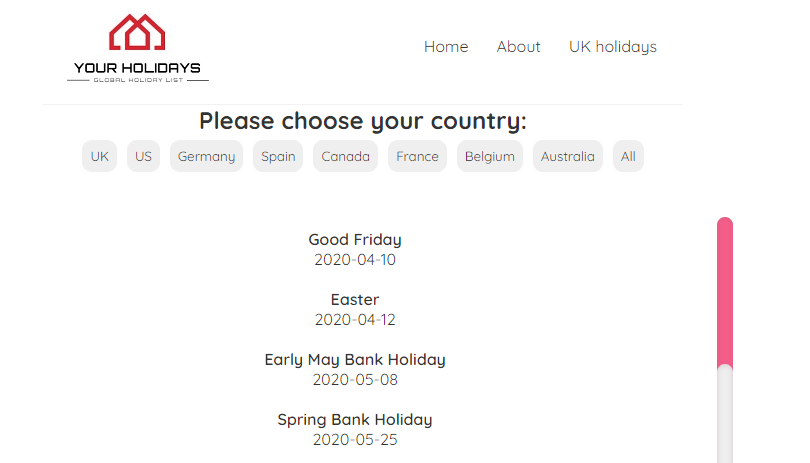 YOUR HOLIDAYS
GLOBAL HOLIDAY LIST
Home About UK holidays
Please choose your country:
UK US Germany Spain Canada France Belgium Australia All
Good Friday
2020-04-10
Easter
2020-04-12
Early May Bank Holiday
2020-05-08
Spring Bank Holiday
2020-05-25